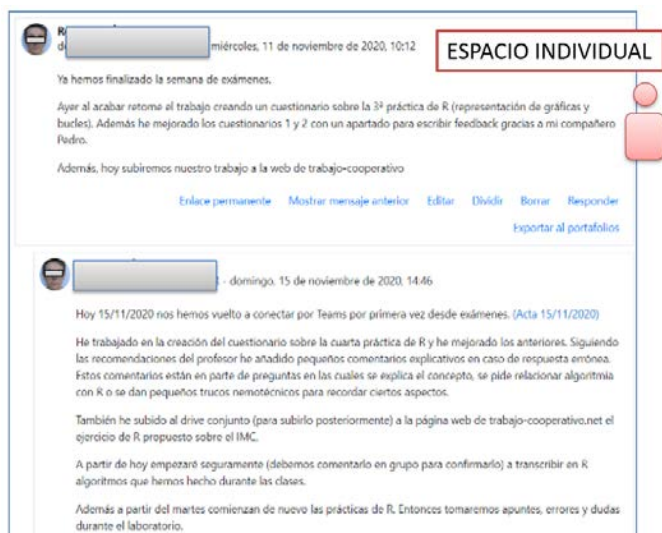 R
de miércoles, 11 de noviembre de 2020, 10:12
ESPACIO INDIVIDUAL
Ya hemos finalizado la semana de exámenes.
Ayer al acabar retome el trabajo creando un cuestionario sobre la 3ª práctica de R (representación de gráficas y
bucles). Además he mejorado los cuestionarios 1 y 2 con un apartado para escribir feedback gracias a mi compañero
Pedro.
Además, hoy subiremos nuestro trabajo a la web de trabajo-cooperativo
Enlace permanente Mostrar mensaje anterior Editar Dividir Borrar Responder
Exportar al portafolios
- domingo, 15 de noviembre de 2020, 14:46
Hoy 15/11/2020 nos hemos vuelto a conectar por Teams por primera vez desde exámenes. (Acta 15/11/2020)
He trabajado en la creación del cuestionario sobre la cuarta práctica de R y he mejorado los anteriores. Siguiendo
las recomendaciones del profesor he añadido pequeños comentarios explicativos en caso de respuesta errónea.
Estos comentarios están en parte de preguntas en las cuales se explica el concepto, se pide relacionar algoritmia
con R o se dan pequeños trucos nemotécnicos para recordar ciertos aspectos.
También he subido al drive conjunto (para subirlo posteriormente) a la página web de trabajo-cooperativo.net el
ejercicio de R propuesto sobre el IMC.
A partir de hoy empezaré seguramente (debemos comentarlo en grupo para confirmarlo) a transcribir en R
algoritmos que hemos hecho durante las clases.
Además a partir del martes comienzan de nuevo las prácticas de R. Entonces tomaremos apuntes, errores y dudas
durante el laboratorio.